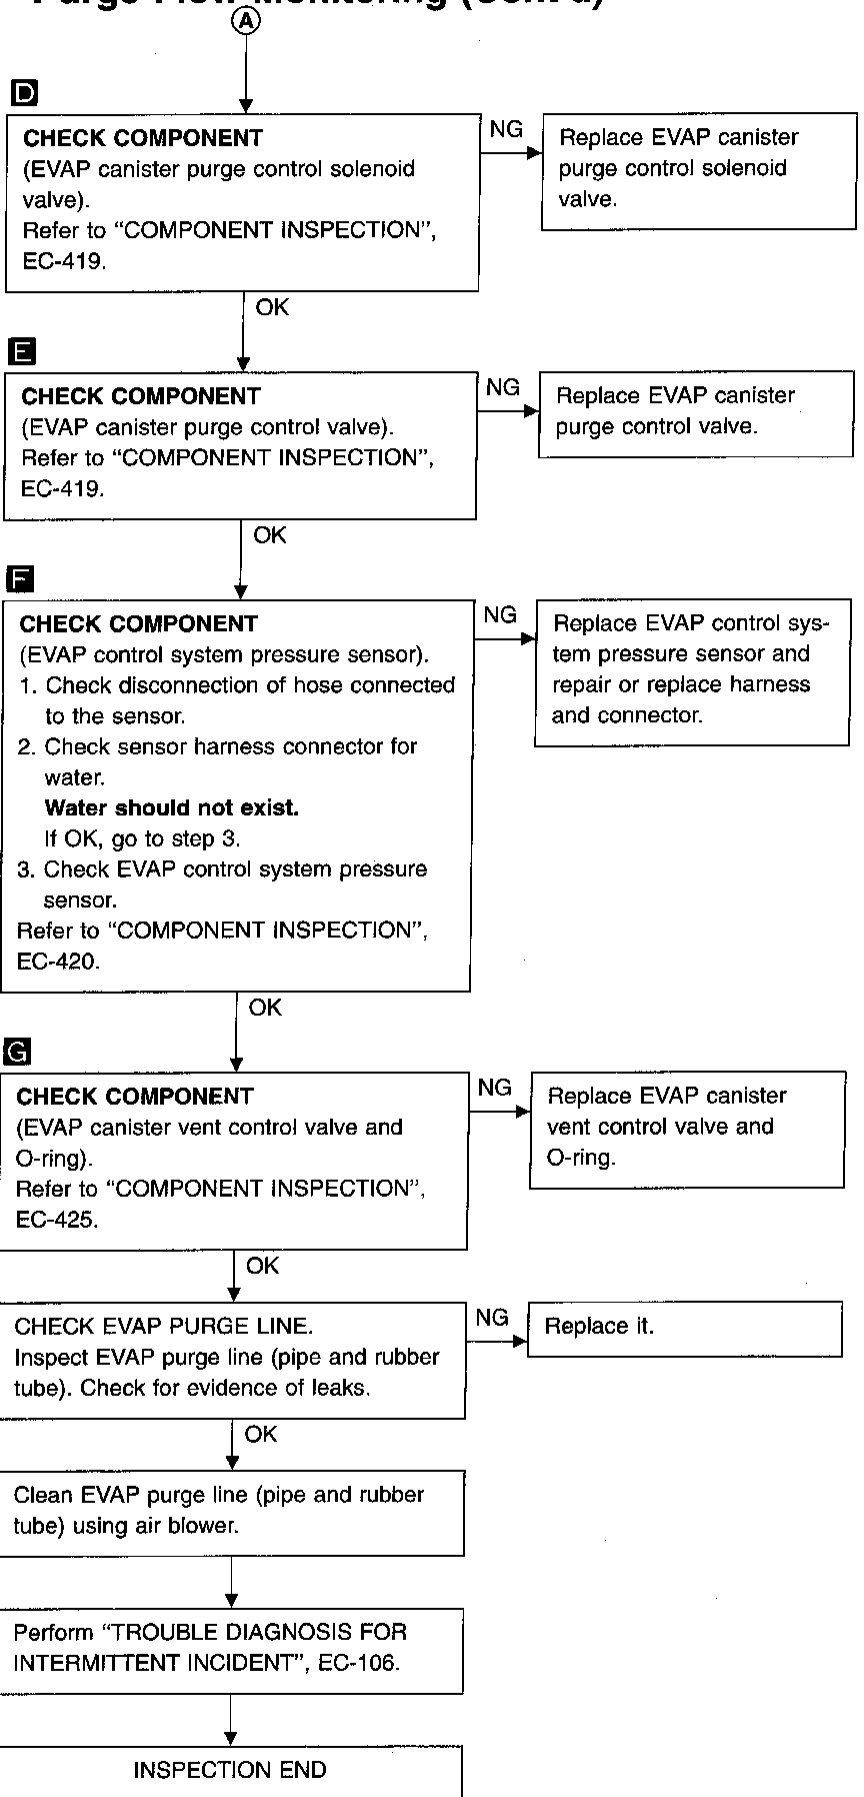 Purge Flow Monitoring (Cont'd)
A
D
CHECK COMPONENT
(EVAP canister purge control solenoid
valve).
Refer to “COMPONENT INSPECTION”,
EC-419.
NG
Replace EVAP canister
purge control solenoid
valve.
OK
E
CHECK COMPONENT
(EVAP canister purge control valve).
Refer to “COMPONENT INSPECTION”,
EC-419.
NG
Replace EVAP canister
purge control valve.
OK
F
CHECK COMPONENT
(EVAP control system pressure sensor).
1. Check disconnection of hose connected
to the sensor.
2. Check sensor harness connector for
water.
Water should not exist.
If OK, go to step 3.
3. Check EVAP control system pressure
sensor.
Refer to “COMPONENT INSPECTION”,
EC-420.
NG
Replace EVAP control sys-
tem pressure sensor and
repair or replace harness
and connector.
OK
G
CHECK COMPONENT
(EVAP canister vent control valve and
O-ring).
Refer to “COMPONENT INSPECTION”,
EC-425.
NG
Replace EVAP canister
vent control valve and
O-ring.
OK
CHECK EVAP PURGE LINE.
Inspect EVAP purge line (pipe and rubber
tube). Check for evidence of leaks.
NG
Replace it.
OK
Clean EVAP purge line (pipe and rubber
tube) using air blower.
Perform “TROUBLE DIAGNOSIS FOR
INTERMITTENT INCIDENT”, EC-106.
INSPECTION END